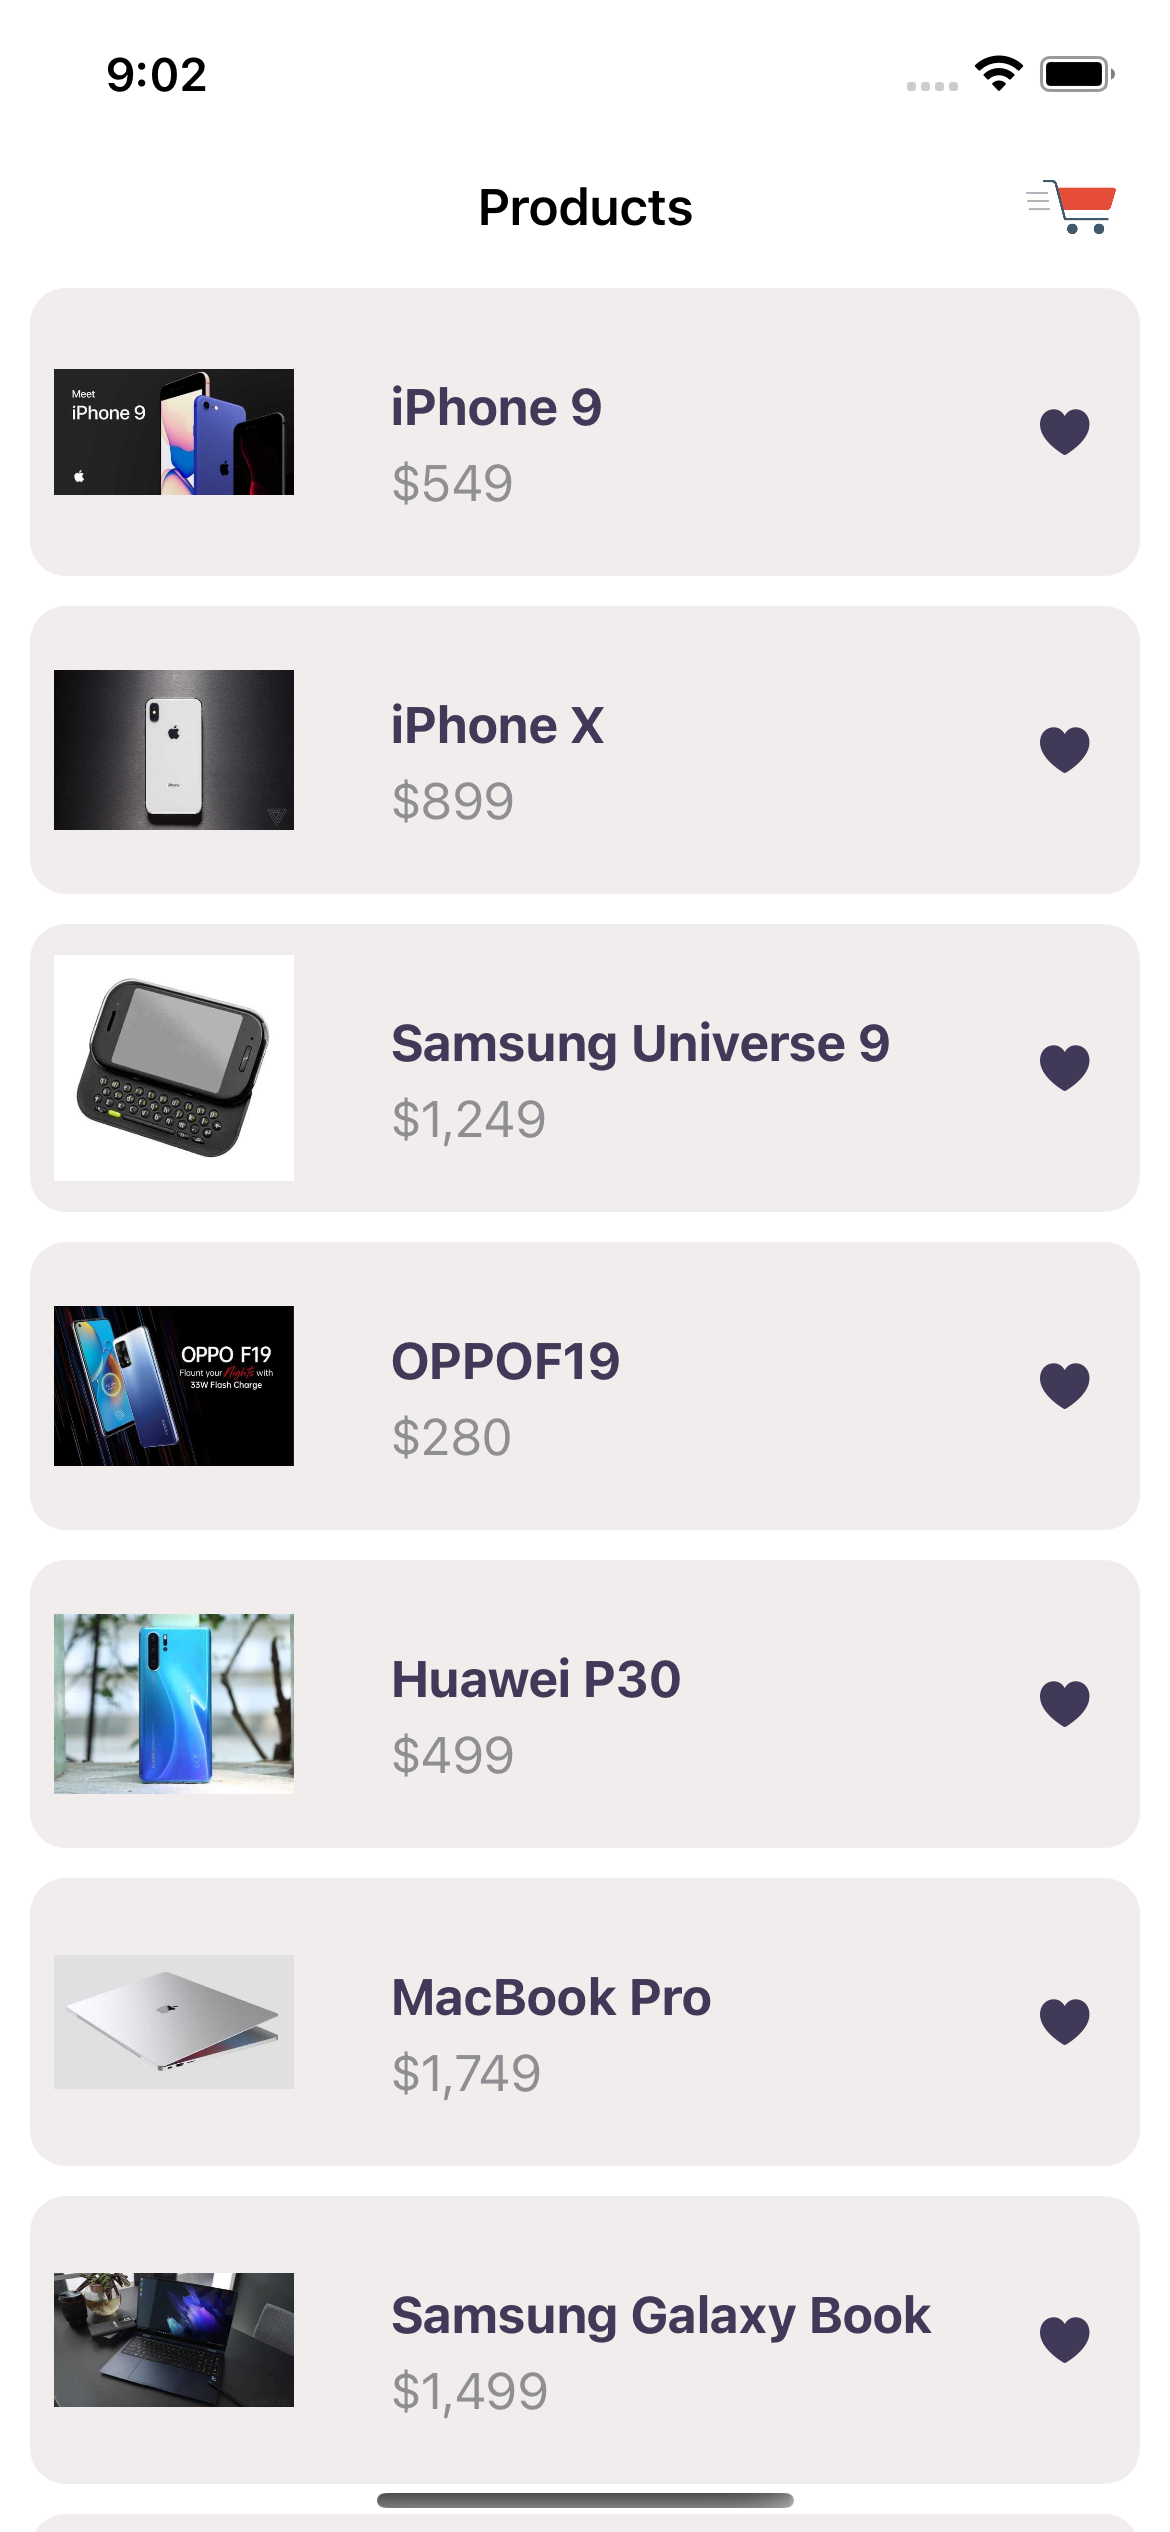 9:02
Products
Meet
iPhone 9
iPhone 9
$549
iPhone
iPhone X
$899
Samsung Universe 9
$1,249
OPPO F19
Flaunt your Nights with
33W Flash Charge
OPPOF19
$280
Huawei P30
$499
MacBook Pro
$1,749
Samsung Galaxy Book
$1,499